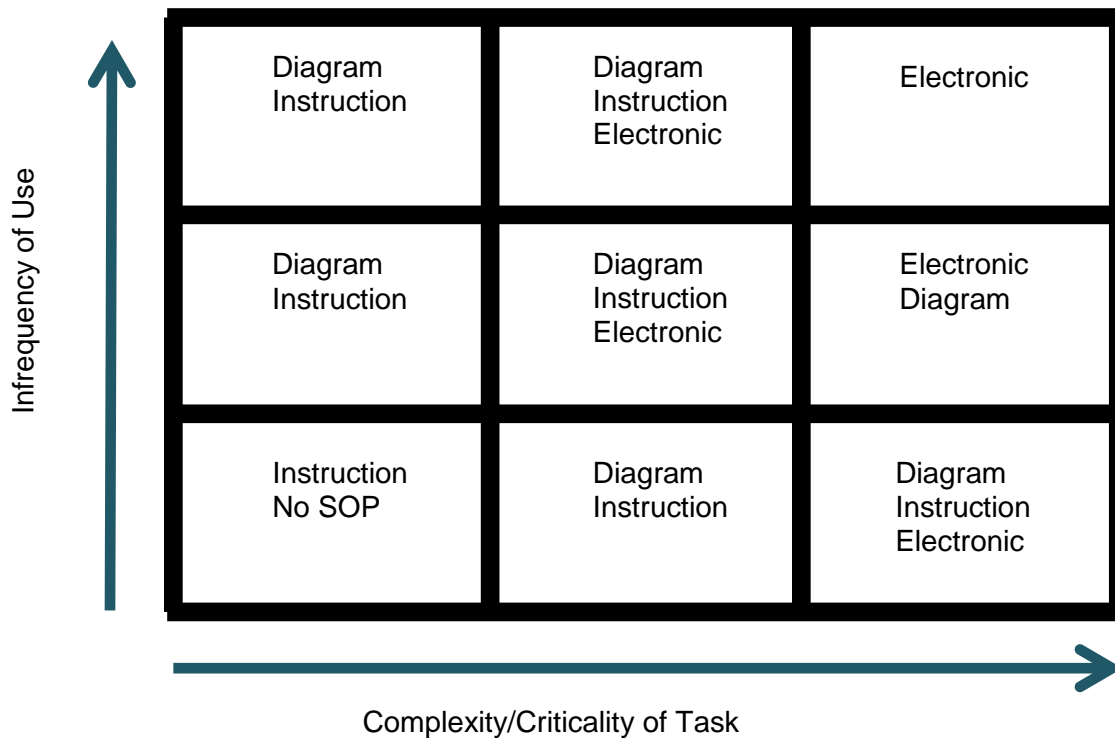 Infrequency of Use
Diagram
Instruction
Diagram
Instruction
Electronic
Electronic
Diagram
Instruction
Diagram
Instruction
Electronic
Electronic
Diagram
Instruction
No SOP
Diagram
Instruction
Diagram
Instruction
Electronic
Complexity/Criticality of Task